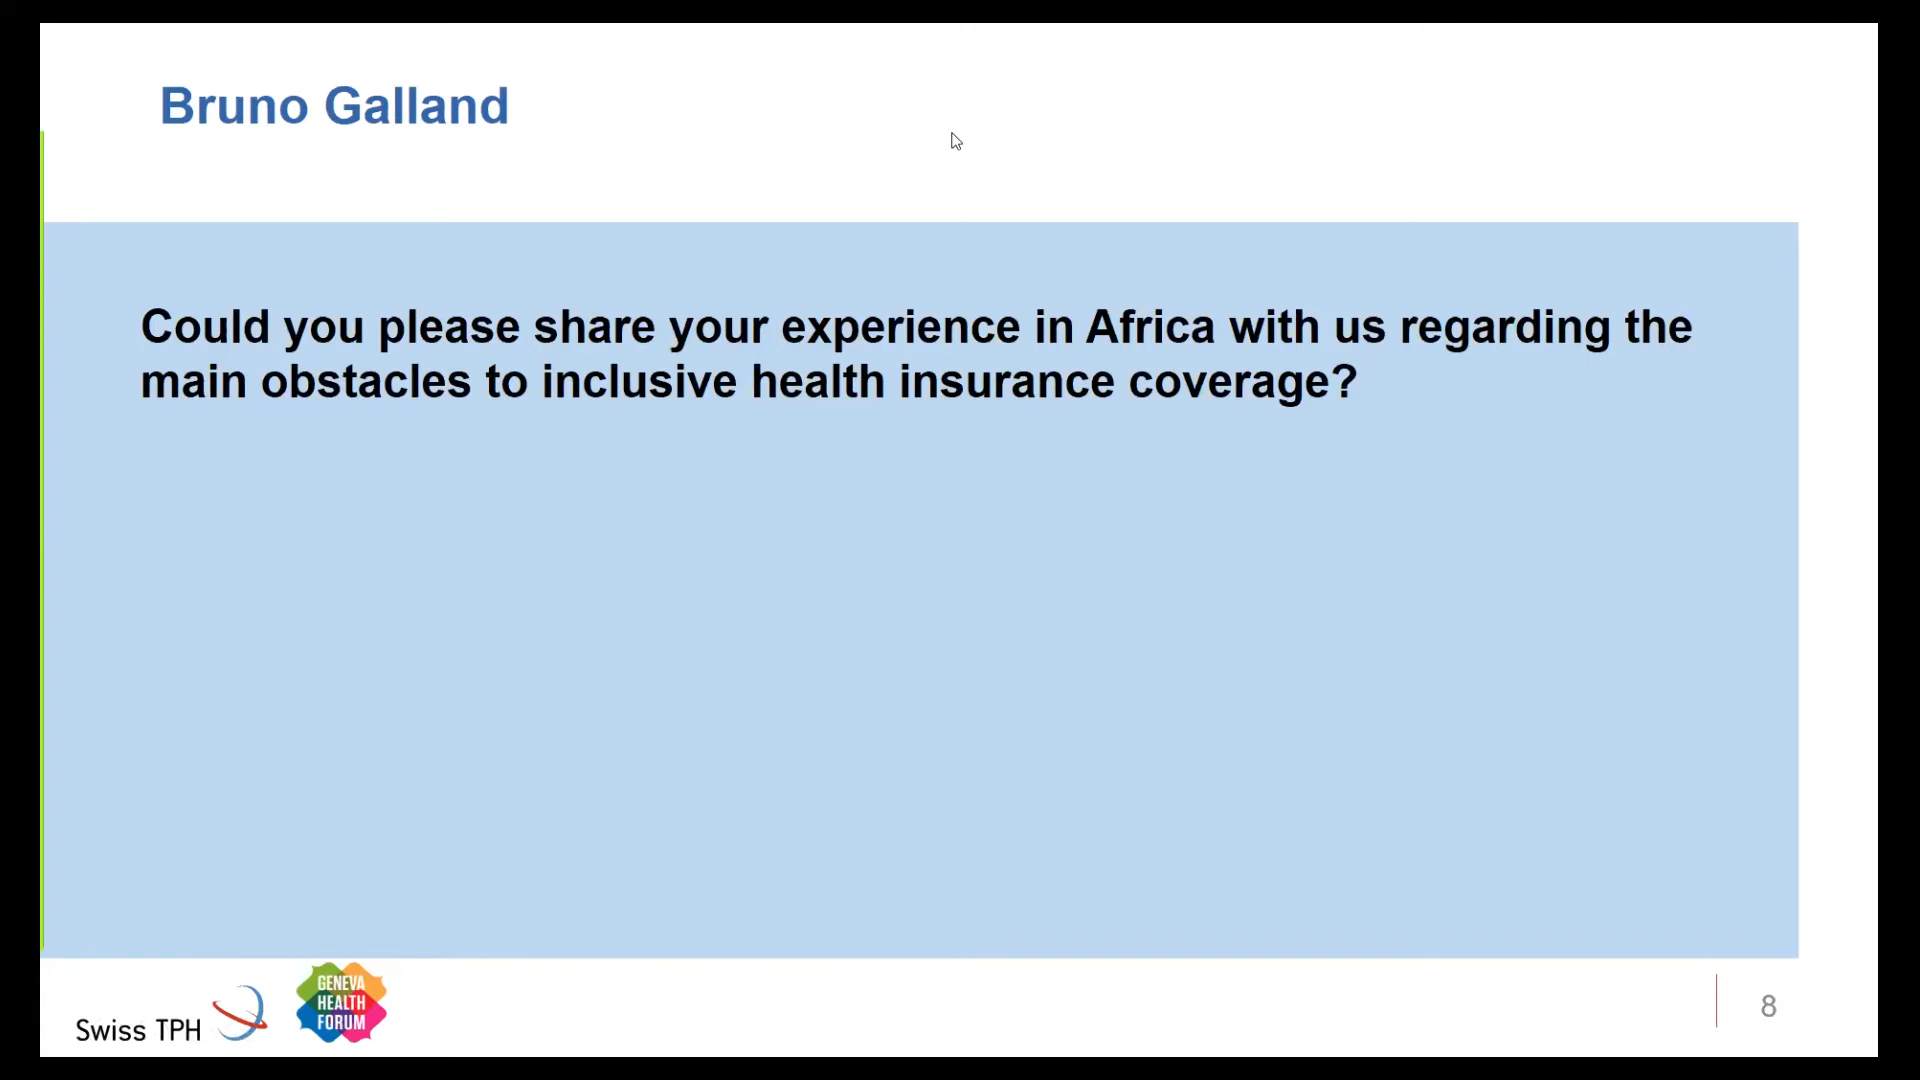 Bruno Galland
Could you please share your experience in Africa with us regarding the
main obstacles to inclusive health insurance coverage?
Swiss TPH
GENEVA
HEALTH
FORUM
8